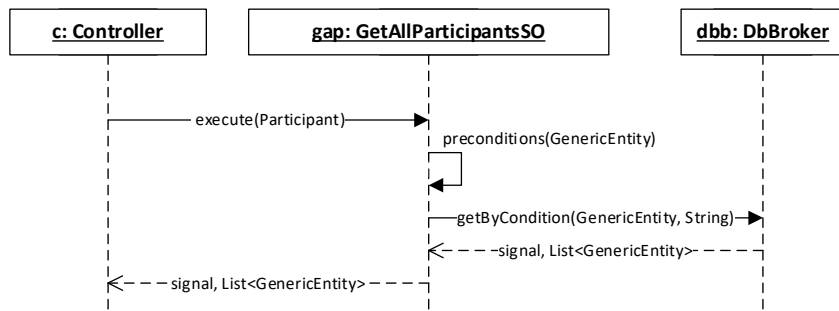 c: Controller
gap: GetAllParticipantsSO
dbb: DbBroker
execute(Participant)
preconditions(GenericEntity)
getByCondition(GenericEntity, String)
signal, List<GenericEntity>
signal, List<GenericEntity>